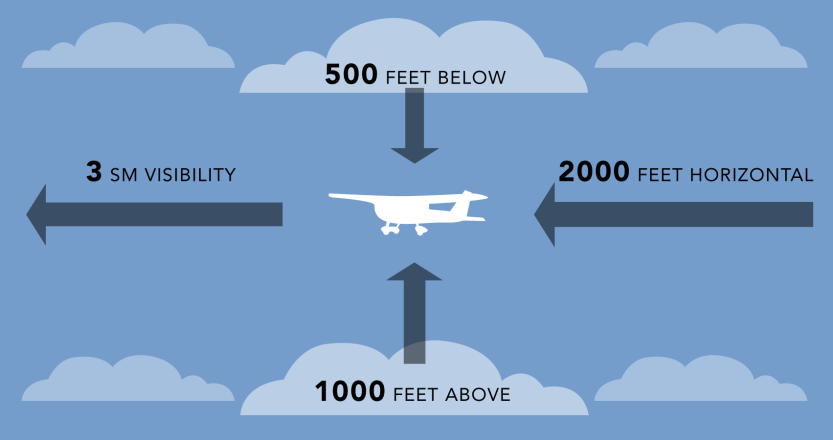 500 FEET BELOW
3 SM VISIBILITY
2000 FEET HORIZONTAL
1000 FEET ABOVE